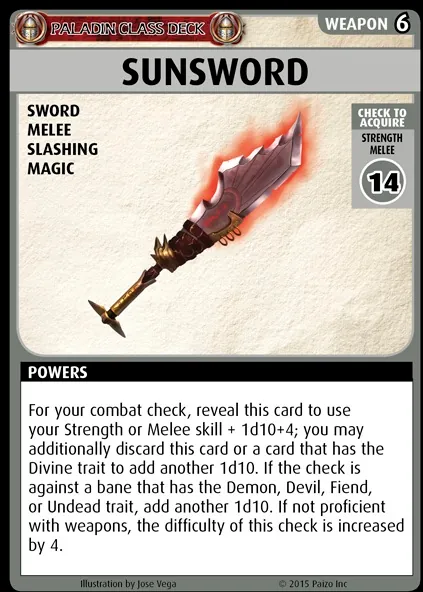 PALADIN CLASS DECK
WEAPON 6
SUNSWORD
SWORD
MELEE
SLASHING
MAGIC
CHECK TO
ACQUIRE
STRENGTH
MELEE
14
POWERS
For your combat check, reveal this card to use
your Strength or Melee skill + 1d10+4; you may
additionally discard this card or a card that has the
Divine trait to add another 1d10. If the check is
against a bane that has the Demon, Devil, Fiend,
or Undead trait, add another 1d10. If not proficient
with weapons, the difficulty of this check is increased
by 4.
Illustration by Jose Vega
© 2015 Paizo Inc